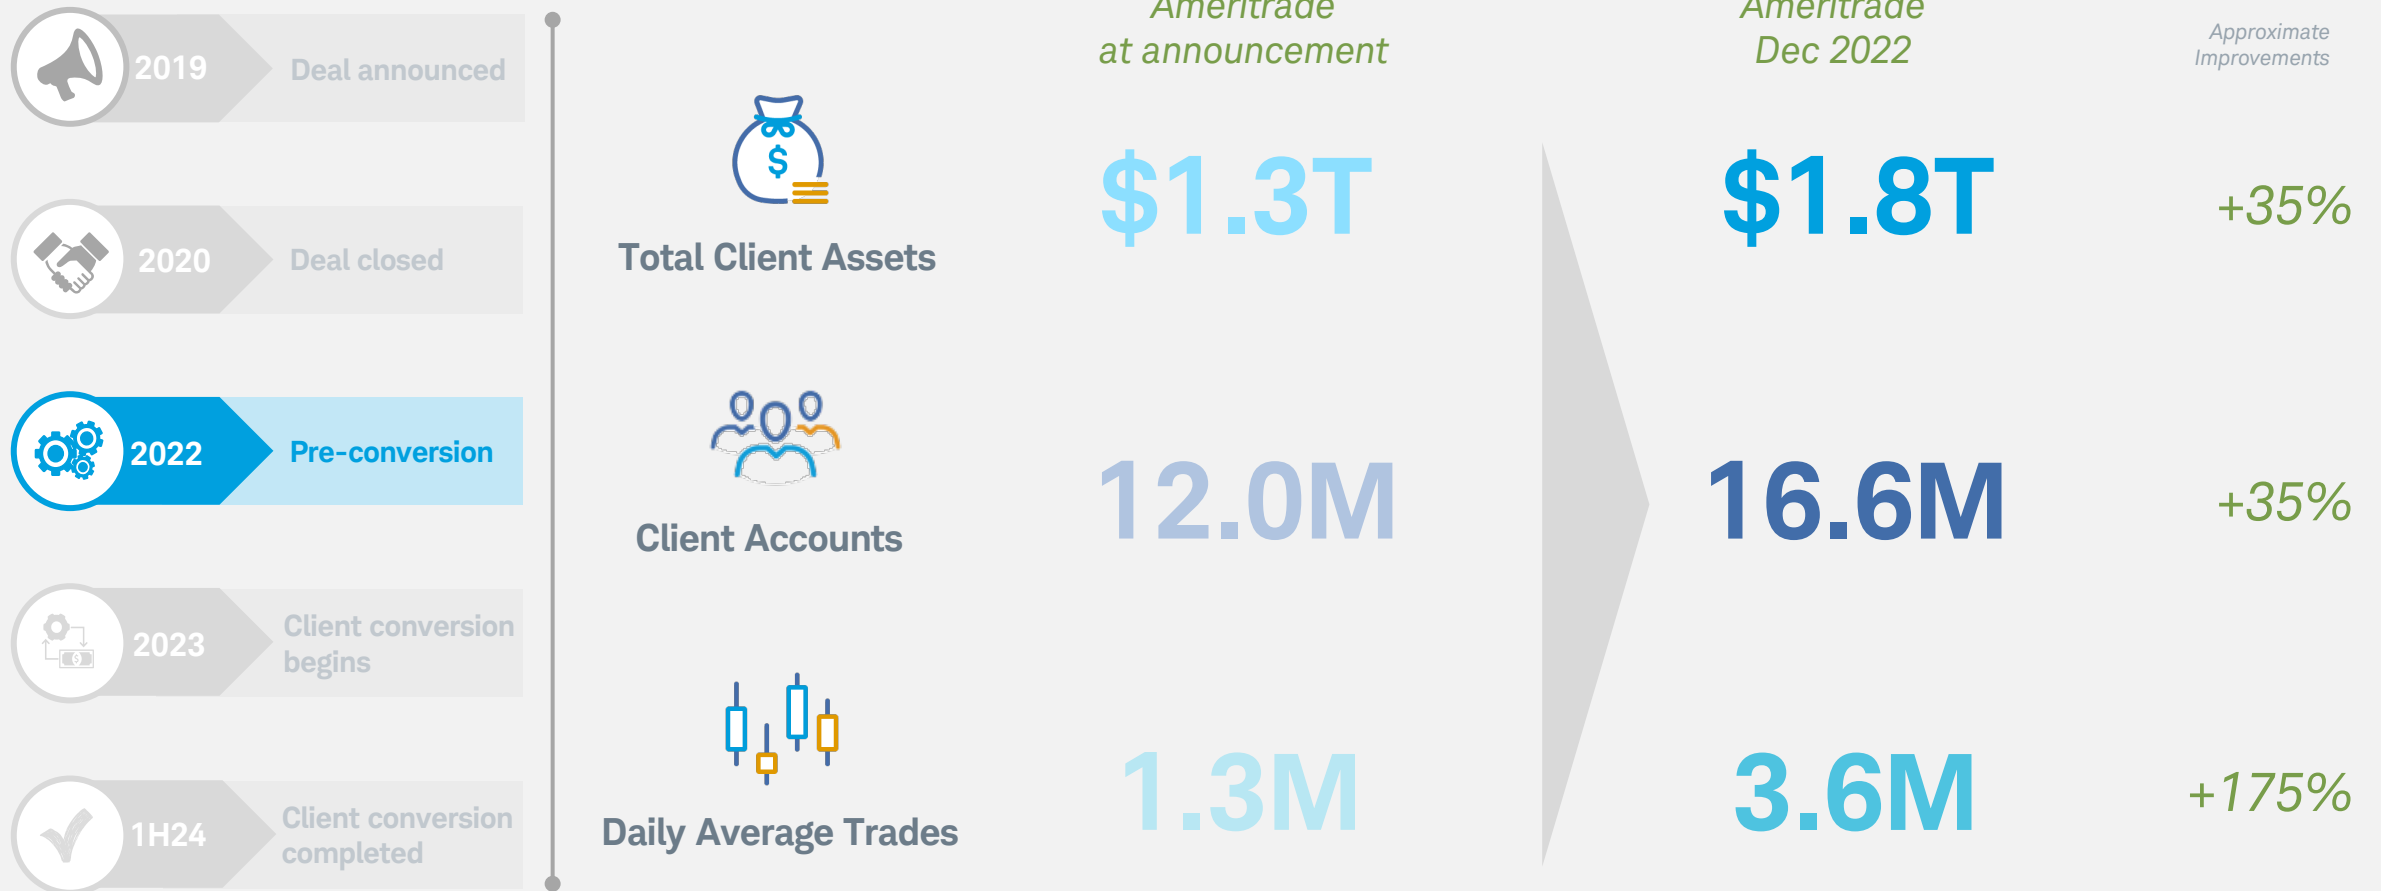 2019
Deal announced
2020
Deal closed
2022
Pre-conversion
2023
Client conversion
begins
1H24
Client conversion
completed
Ameritrade
at announcement
Ameritrade
Dec 2022
Approximate
Improvements
$
Total Client Assets
$1.3T
$1.8T
+35%
Client Accounts
12.0M
16.6M
+35%
Daily Average Trades
1.3M
3.6M
+175%